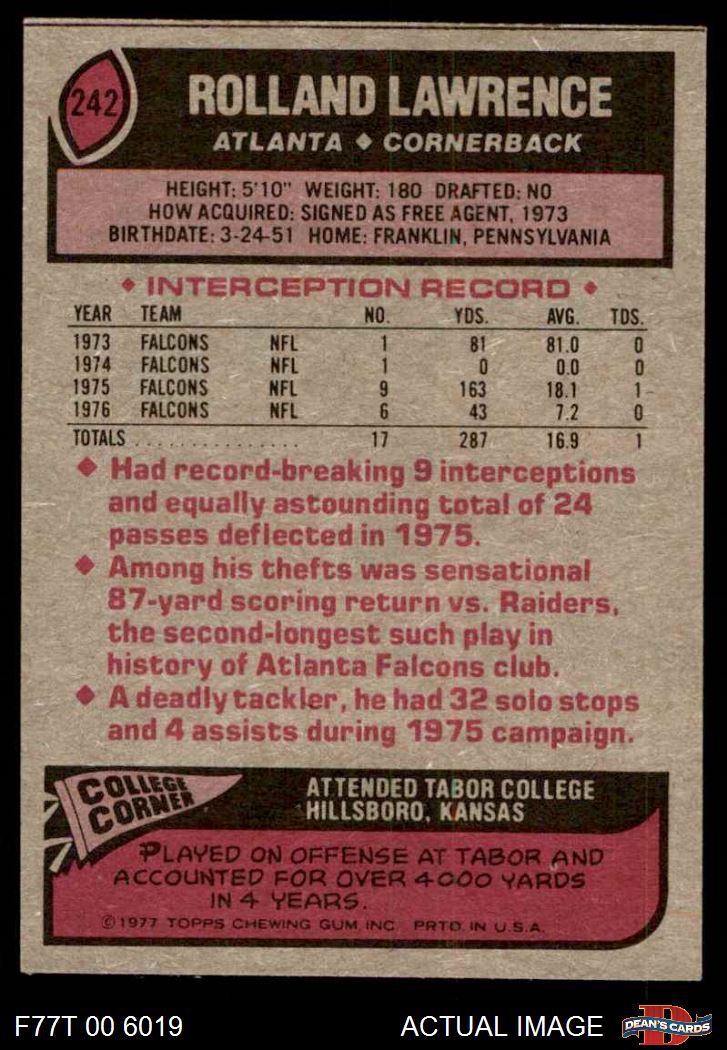 242
ROLLAND LAWRENCE
ATLANTA ♦ CORNERBACK
HEIGHT: 5'10" WEIGHT: 180 DRAFTED: NO
HOW ACQUIRED: SIGNED AS FREE AGENT, 1973
BIRTHDATE: 3-24-51 HOME: FRANKLIN, PENNSYLVANIA
♦ INTERCEPTION RECORD ♦
YEAR TEAM NO. YDS. AVG. TDS.
1973 FALCONS NFL 1 81 81.0 0
1974 FALCONS NFL 1 0 0.0 0
1975 FALCONS NFL 9 163 18.1 1
1976 FALCONS NFL 6 43 7.2 0
TOTALS . . . . . . . . . . . . . . . 17 287 16.9 1
♦ Had record-breaking 9 interceptions
and equally astounding total of 24
passes deflected in 1975.
♦ Among his thefts was sensational
87-yard scoring return vs. Raiders,
the second-longest such play in
history of Atlanta Falcons club.
♦ A deadly tackler, he had 32 solo stops
and 4 assists during 1975 campaign.
COLLEGE
CORNER
ATTENDED TABOR COLLEGE
HILLSBORO, KANSAS
PLAYED ON OFFENSE AT TABOR AND
ACCOUNTED FOR OVER 4000 YARDS
IN 4 YEARS.
©1977 TOPPS CHEWING GUM, INC. PRTD. IN U.S.A.
F77T 00 6019 ACTUAL IMAGE
D
DEAN'S CARDS